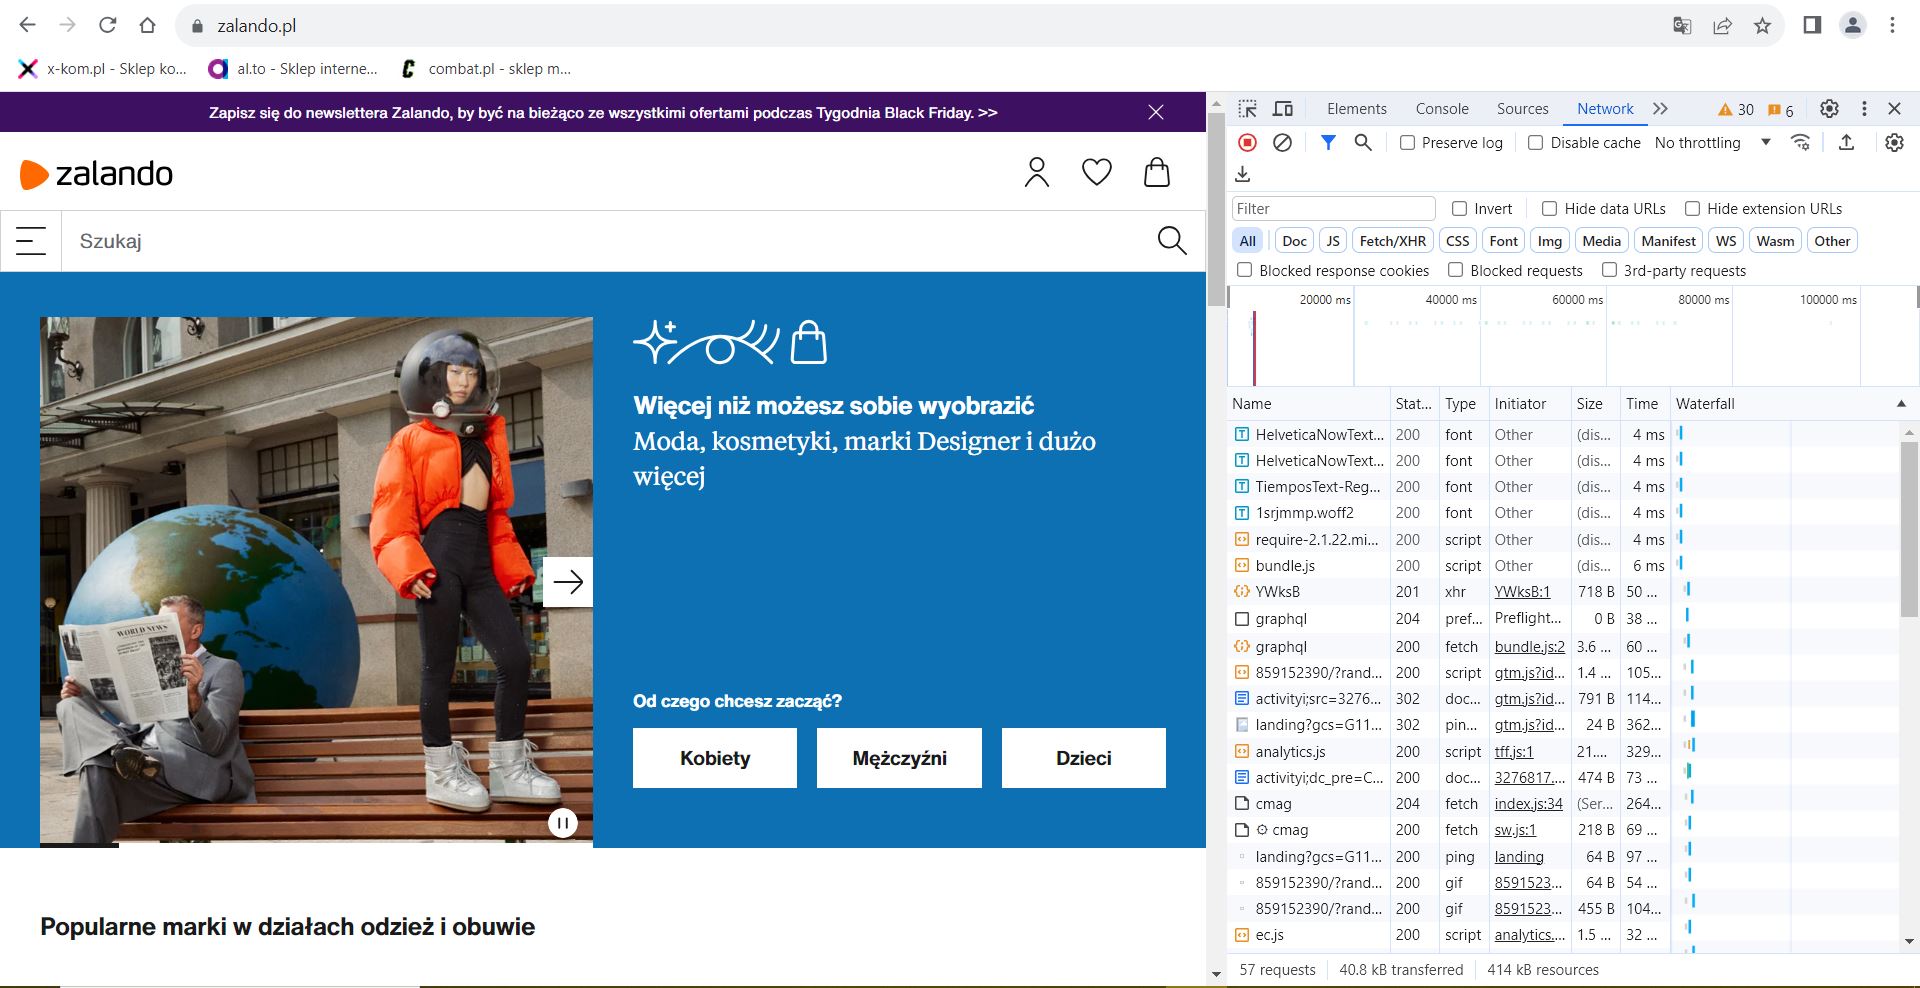 zalando.pl
x-kom.pl - Sklep ko... al.to - Sklep interne... combat.pl - sklep m...
Zapisz się do newslettera Zalando, by być na bieżąco ze wszystkimi ofertami podczas Tygodnia Black Friday. >>
zalando
Szukaj
WORLD NEWS
Więcej niż możesz sobie wyobrazić
Moda, kosmetyki, marki Designer i dużo
więcej
Od czego chcesz zacząć?
Kobiety Mężczyźni Dzieci
Popularne marki w działach odzież i obuwie
Elements Console Sources Network 30 6
Preserve log Disable cache No throttling
Filter Invert Hide data URLs Hide extension URLs
All Doc JS Fetch/XHR CSS Font Img Media Manifest WS Wasm Other
Blocked response cookies Blocked requests 3rd-party requests
20000 ms 40000 ms 60000 ms 80000 ms 100000 ms
Name Stat... Type Initiator Size Time Waterfall
HelveticaNowText... 200 font Other (dis... 4 ms
HelveticaNowText... 200 font Other (dis... 4 ms
TiemposText-Reg... 200 font Other (dis... 4 ms
1srjmmp.woff2 200 font Other (dis... 4 ms
require-2.1.22.mi... 200 script Other (dis... 4 ms
bundle.js 200 script Other (dis... 6 ms
YWksB 201 xhr YWksB:1 718 B 50 ...
graphql 204 pref... Preflight... 0 B 38 ...
graphql 200 fetch bundle.js:2 3.6 ... 60 ...
859152390/?rand... 200 script gtm.js?id... 1.4 ... 105...
activityi;src=3276... 302 doc... gtm.js?id... 791 B 114...
landing?gcs=G11... 302 pin... gtm.js?id... 24 B 362...
analytics.js 200 script tff.js:1 21.... 329...
activityi;dc_pre=C... 200 doc... 3276817.... 474 B 73 ...
cmag 204 fetch index.js:34 (Ser... 264...
cmag 200 fetch sw.js:1 218 B 69 ...
landing?gcs=G11... 200 ping landing 64 B 97 ...
859152390/?rand... 200 gif 8591523... 64 B 54 ...
859152390/?rand... 200 gif 8591523... 455 B 104...
ec.js 200 script analytics.... 1.5 ... 32 ...
57 requests 40.8 kB transferred 414 kB resources